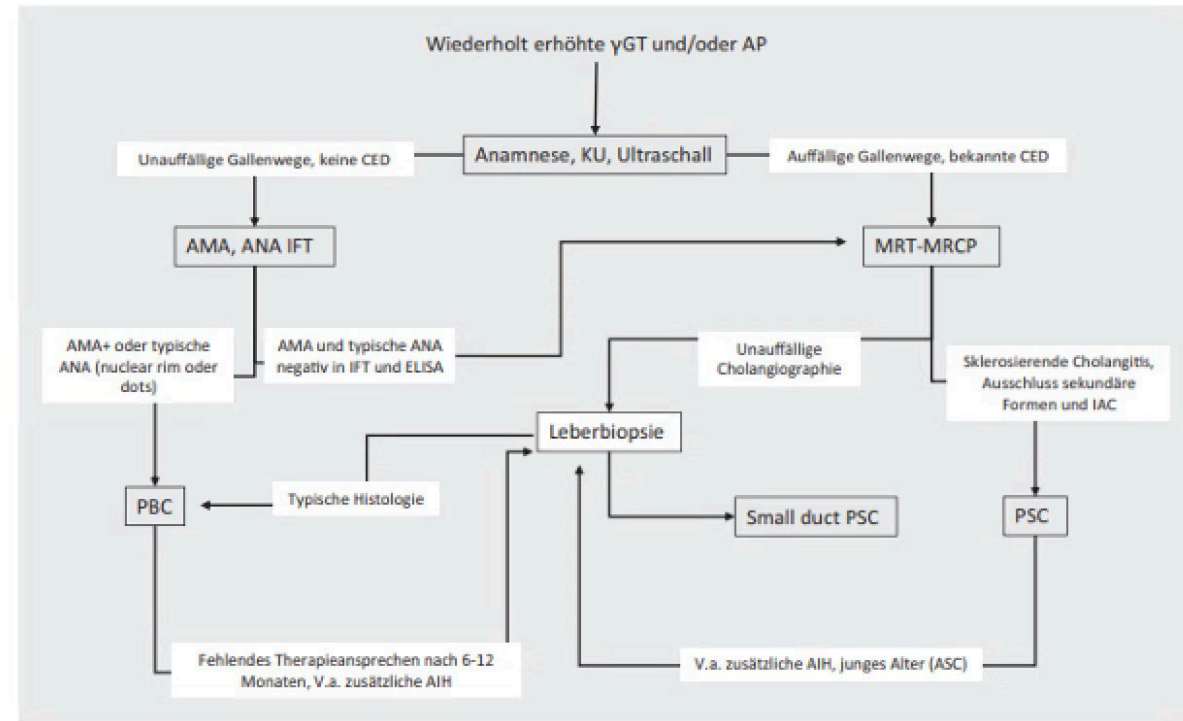 Wiederholt erhöhte γGT und/oder AP
Unauffällige Gallenwege, keine CED
Anamnese, KU, Ultraschall
Auffällige Gallenwege, bekannte CED
AMA, ANA IFT
MRT-MRCP
AMA+ oder typische
ANA (nuclear rim oder
dots)
AMA und typische ANA
negativ in IFT und ELISA
Unauffällige
Cholangiographie
Sklerosierende Cholangitis,
Ausschluss sekundäre
Formen und IAC
Leberbiopsie
PBC
Typische Histologie
Small duct PSC
PSC
Fehlendes Therapieansprechen nach 6-12
Monaten, V.a. zusätzliche AIH
V.a. zusätzliche AIH, junges Alter (ASC)